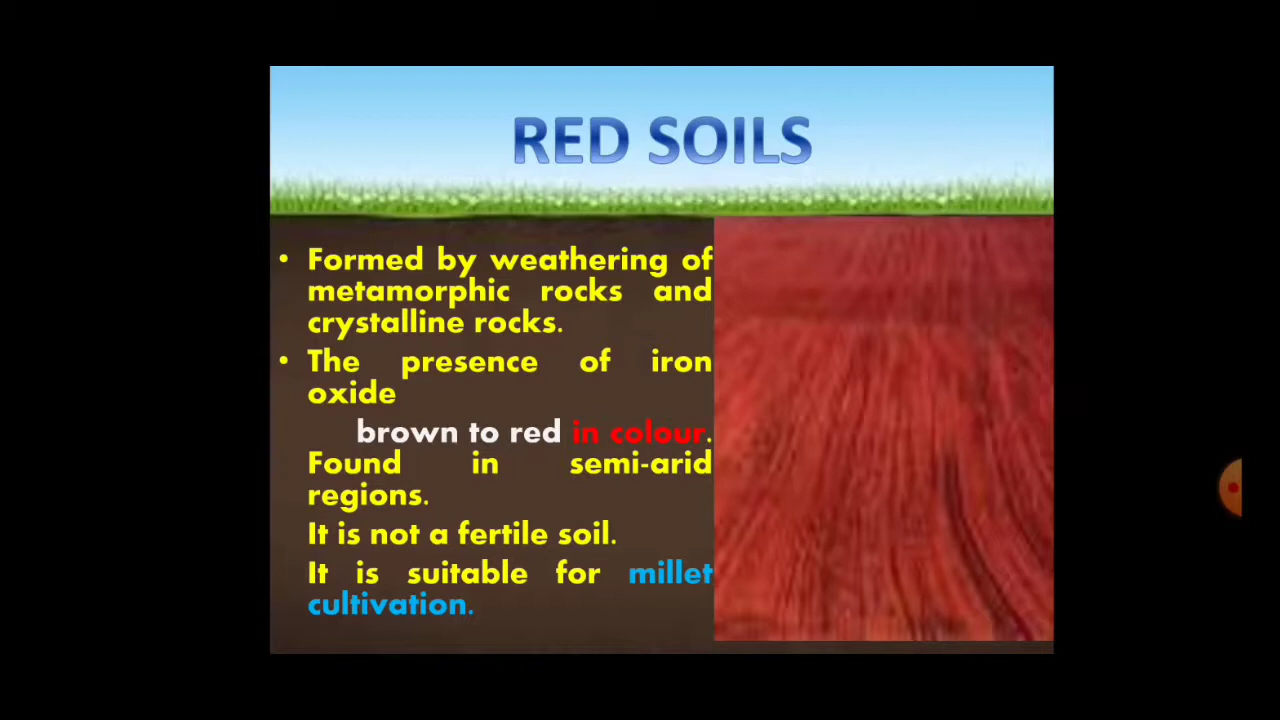 RED SOILS
• Formed by weathering of
metamorphic rocks and
crystalline rocks.
• The presence of iron
oxide
brown to red in colour.
Found in semi-arid
regions.
It is not a fertile soil.
It is suitable for millet
cultivation.